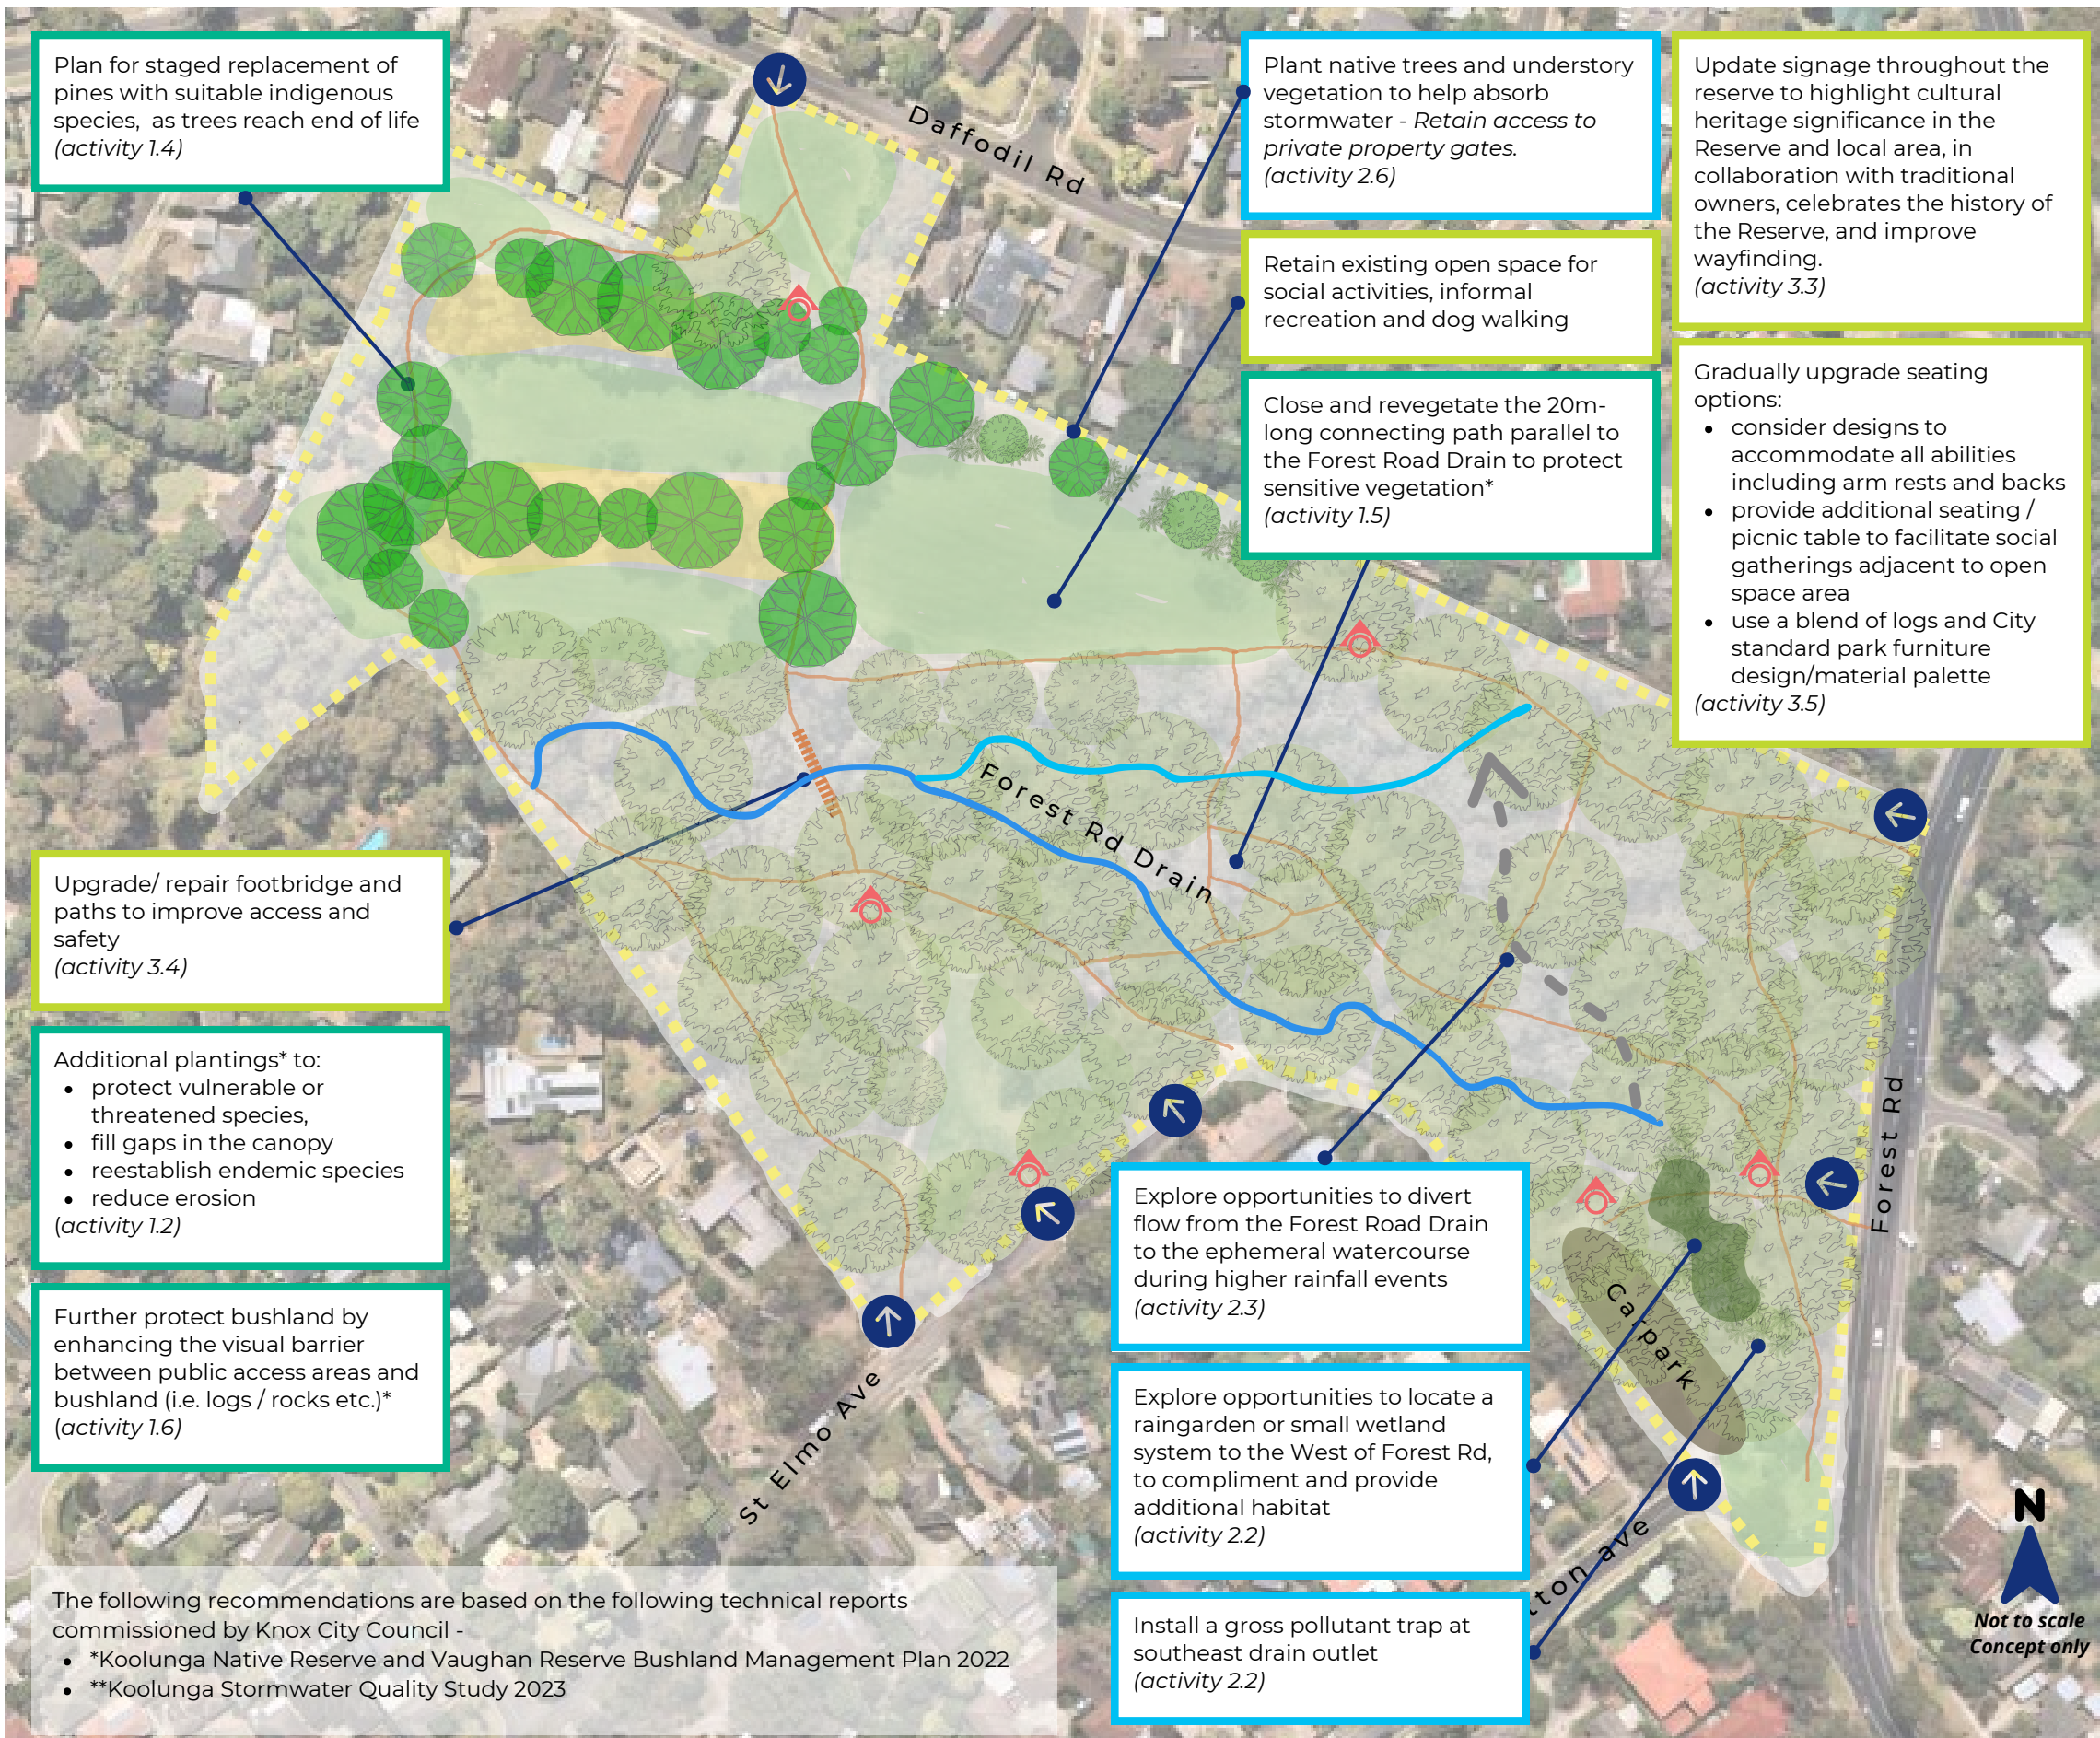 Plan for staged replacement of
pines with suitable indigenous
species, as trees reach end of life
(activity 1.4)
Daffodil Rd
Plant native trees and understory
vegetation to help absorb
stormwater - Retain access to
private property gates.
(activity 2.6)
Retain existing open space for
social activities, informal
recreation and dog walking
Close and revegetate the 20m-
long connecting path parallel to
the Forest Road Drain to protect
sensitive vegetation*
(activity 1.5)
Update signage throughout the
reserve to highlight cultural
heritage significance in the
Reserve and local area, in
collaboration with traditional
owners, celebrates the history of
the Reserve, and improve
wayfinding.
(activity 3.3)
Gradually upgrade seating
options:
• consider designs to
accommodate all abilities
including arm rests and backs
• provide additional seating /
picnic table to facilitate social
gatherings adjacent to open
space area
• use a blend of logs and City
standard park furniture
design/material palette
(activity 3.5)
Forest Rd Drain
Upgrade/ repair footbridge and
paths to improve access and
safety
(activity 3.4)
Additional plantings* to:
• protect vulnerable or
threatened species,
• fill gaps in the canopy
• reestablish endemic species
• reduce erosion
(activity 1.2)
Further protect bushland by
enhancing the visual barrier
between public access areas and
bushland (i.e. logs / rocks etc.)*
(activity 1.6)
Forest Rd
Explore opportunities to divert
flow from the Forest Road Drain
to the ephemeral watercourse
during higher rainfall events
(activity 2.3)
Carpark
Explore opportunities to locate a
raingarden or small wetland
system to the West of Forest Rd,
to compliment and provide
additional habitat
(activity 2.2)
St Elmo Ave
tton ave
Install a gross pollutant trap at
southeast drain outlet
(activity 2.2)
N
Not to scale
Concept only
The following recommendations are based on the following technical reports
commissioned by Knox City Council -
• *Koolunga Native Reserve and Vaughan Reserve Bushland Management Plan 2022
• **Koolunga Stormwater Quality Study 2023